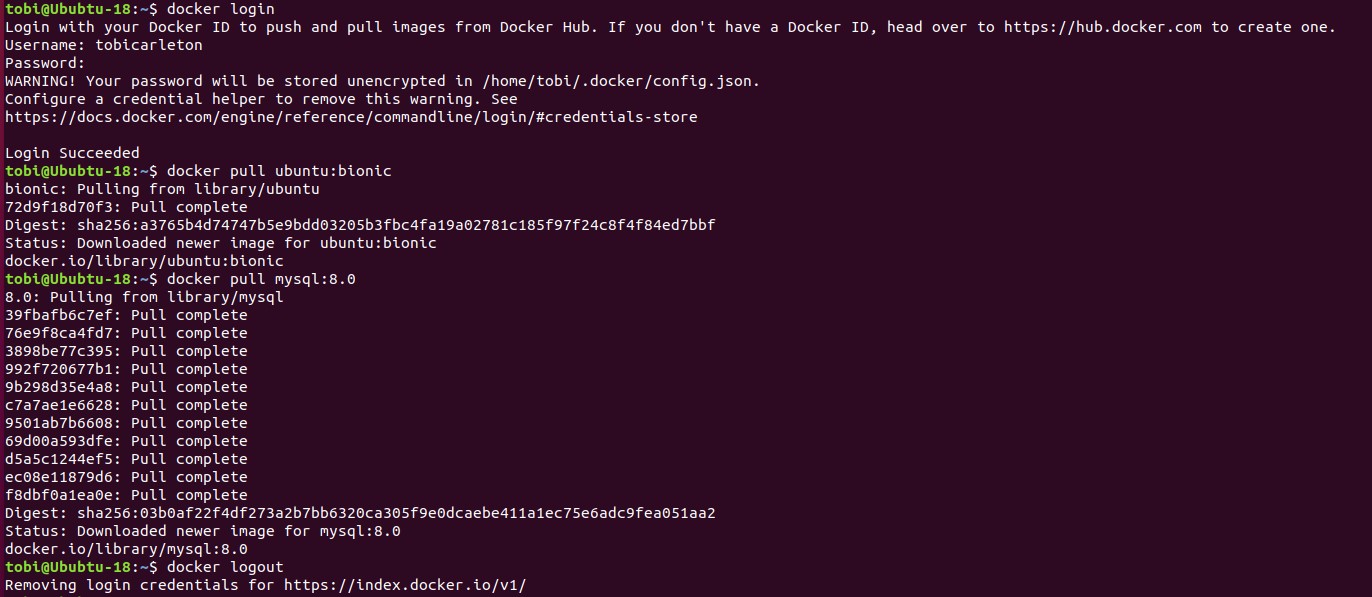 tobi@Ububtu-18:~$ docker login
Login with your Docker ID to push and pull images from Docker Hub. If you don't have a Docker ID, head over to https://hub.docker.com to create one.
Username: tobicarleton
Password:
WARNING! Your password will be stored unencrypted in /home/tobi/.docker/config.json.
Configure a credential helper to remove this warning. See
https://docs.docker.com/engine/reference/commandline/login/#credentials-store

Login Succeeded
tobi@Ububtu-18:~$ docker pull ubuntu:bionic
bionic: Pulling from library/ubuntu
72d9f18d70f3: Pull complete
Digest: sha256:a3765b4d74747b5e9bdd03205b3fbc4fa19a02781c185f97f24c8f4f84ed7bbf
Status: Downloaded newer image for ubuntu:bionic
docker.io/library/ubuntu:bionic
tobi@Ububtu-18:~$ docker pull mysql:8.0
8.0: Pulling from library/mysql
39fbafb6c7ef: Pull complete
76e9f8ca4fd7: Pull complete
3898be77c395: Pull complete
992f720677b1: Pull complete
9b298d35e4a8: Pull complete
c7a7ae1e6628: Pull complete
9501ab7b6608: Pull complete
69d00a593dfe: Pull complete
d5a5c1244ef5: Pull complete
ec08e11879d6: Pull complete
f8dbf0a1ea0e: Pull complete
Digest: sha256:03b0af22f4df273a2b7bb6320ca305f9e0dcaebe411a1ec75e6adc9fea051aa2
Status: Downloaded newer image for mysql:8.0
docker.io/library/mysql:8.0
tobi@Ububtu-18:~$ docker logout
Removing login credentials for https://index.docker.io/v1/